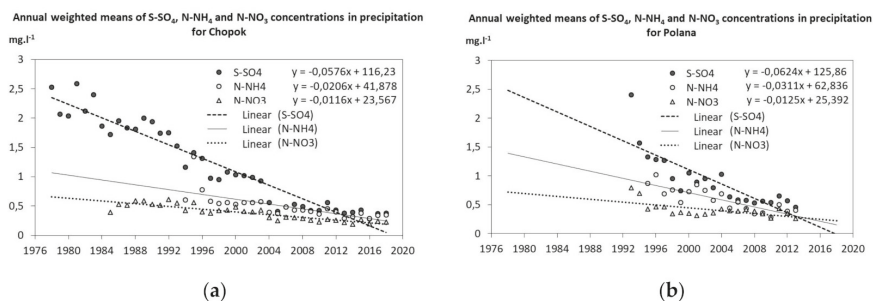 Annual weighted means of S-SO₄, N-NH₄ and N-NO₃ concentrations in precipitation
for Chopok
mg.l⁻¹
3
2,5
2
1,5
1
0,5
0
S-SO4 y = -0,0576x + 116,23
N-NH4 y = -0,0206x + 41,878
N-NO3 y = -0,0116x + 23,567
Linear (S-SO4)
Linear (N-NH4)
Linear (N-NO3)
1976 1980 1984 1988 1992 1996 2000 2004 2008 2012 2016 2020
(a)
Annual weighted means of S-SO₄, N-NH₄ and N-NO₃ concentrations in precipitation
for Polana
mg.l⁻¹
3
2,5
2
1,5
1
0,5
0
S-SO4 y = -0,0624x + 125,86
N-NH4 y = -0,0311x + 62,836
N-NO3 y = -0,0125x + 25,392
Linear (S-SO4)
Linear (N-NH4)
Linear (N-NO3)
1976 1980 1984 1988 1992 1996 2000 2004 2008 2012 2016 2020
(b)